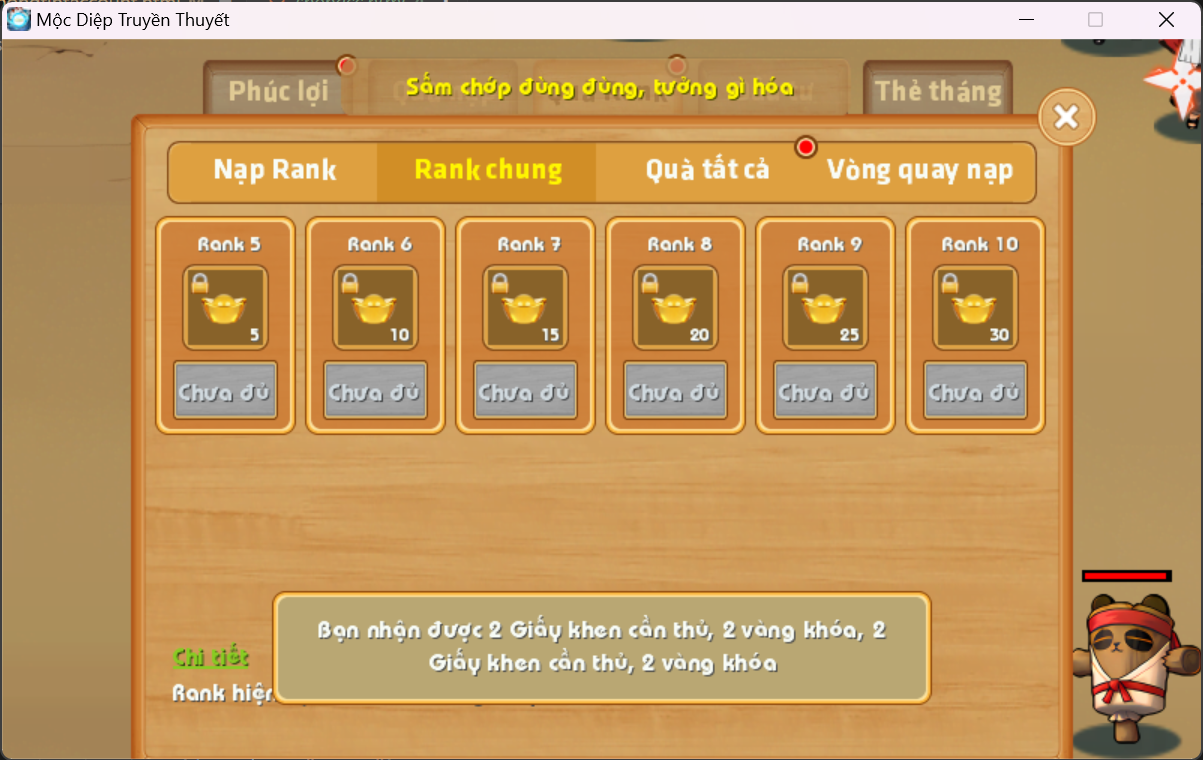 Mộc Diệp Truyền Thuyết
Phúc lợi
Sấm chớp đùng đùng, tưởng gì hóa
Thẻ tháng
Nạp Rank
Rank chung
Quà tất cả
Vòng quay nạp
Rank 5
Rank 6
Rank 7
Rank 8
Rank 9
Rank 10
5
10
15
20
25
30
Chưa đủ
Chưa đủ
Chưa đủ
Chưa đủ
Chưa đủ
Chưa đủ
Bạn nhận được 2 Giấy khen cần thủ, 2 vàng khóa, 2
Giấy khen cần thủ, 2 vàng khóa
Chi tiết
Rank